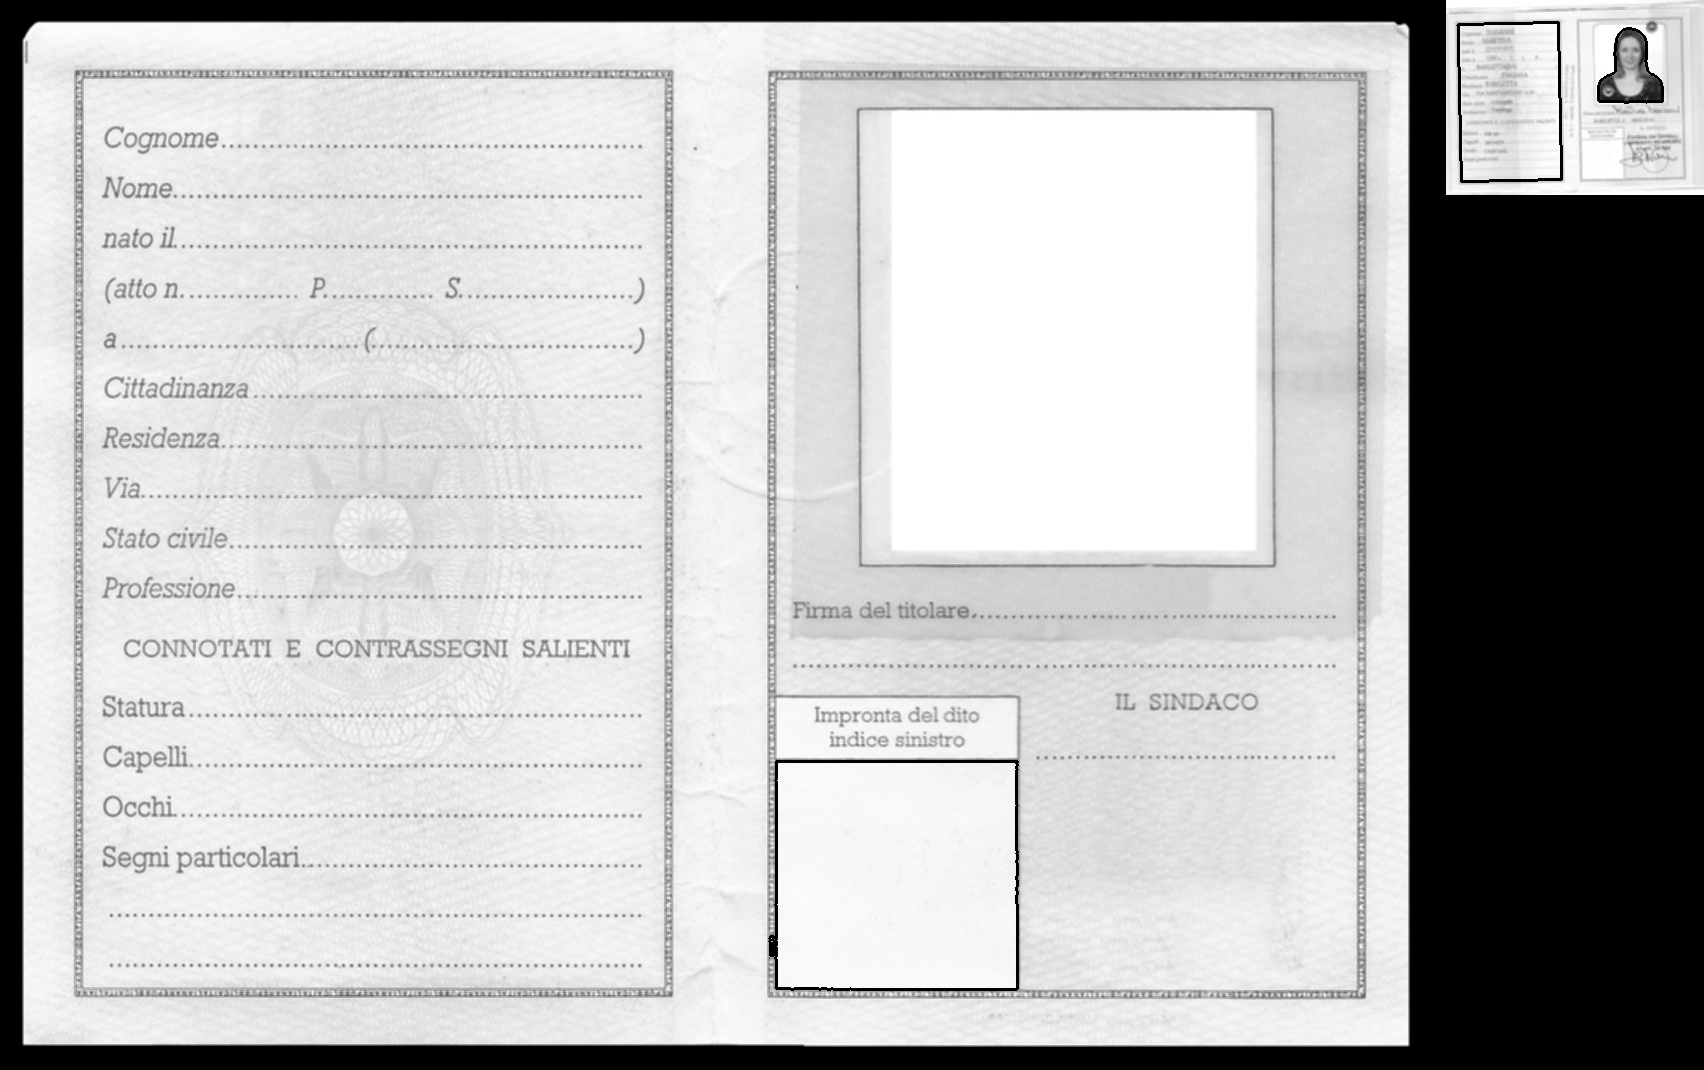 Cognome
Nome
nato il
(atto n. P. S. )
a ( )
Cittadinanza
Residenza
Via
Stato civile
Professione
CONNOTATI E CONTRASSEGNI SALIENTI
Statura
Capelli
Occhi
Segni particolari
Firma del titolare
IL SINDACO
Impronta del dito
indice sinistro